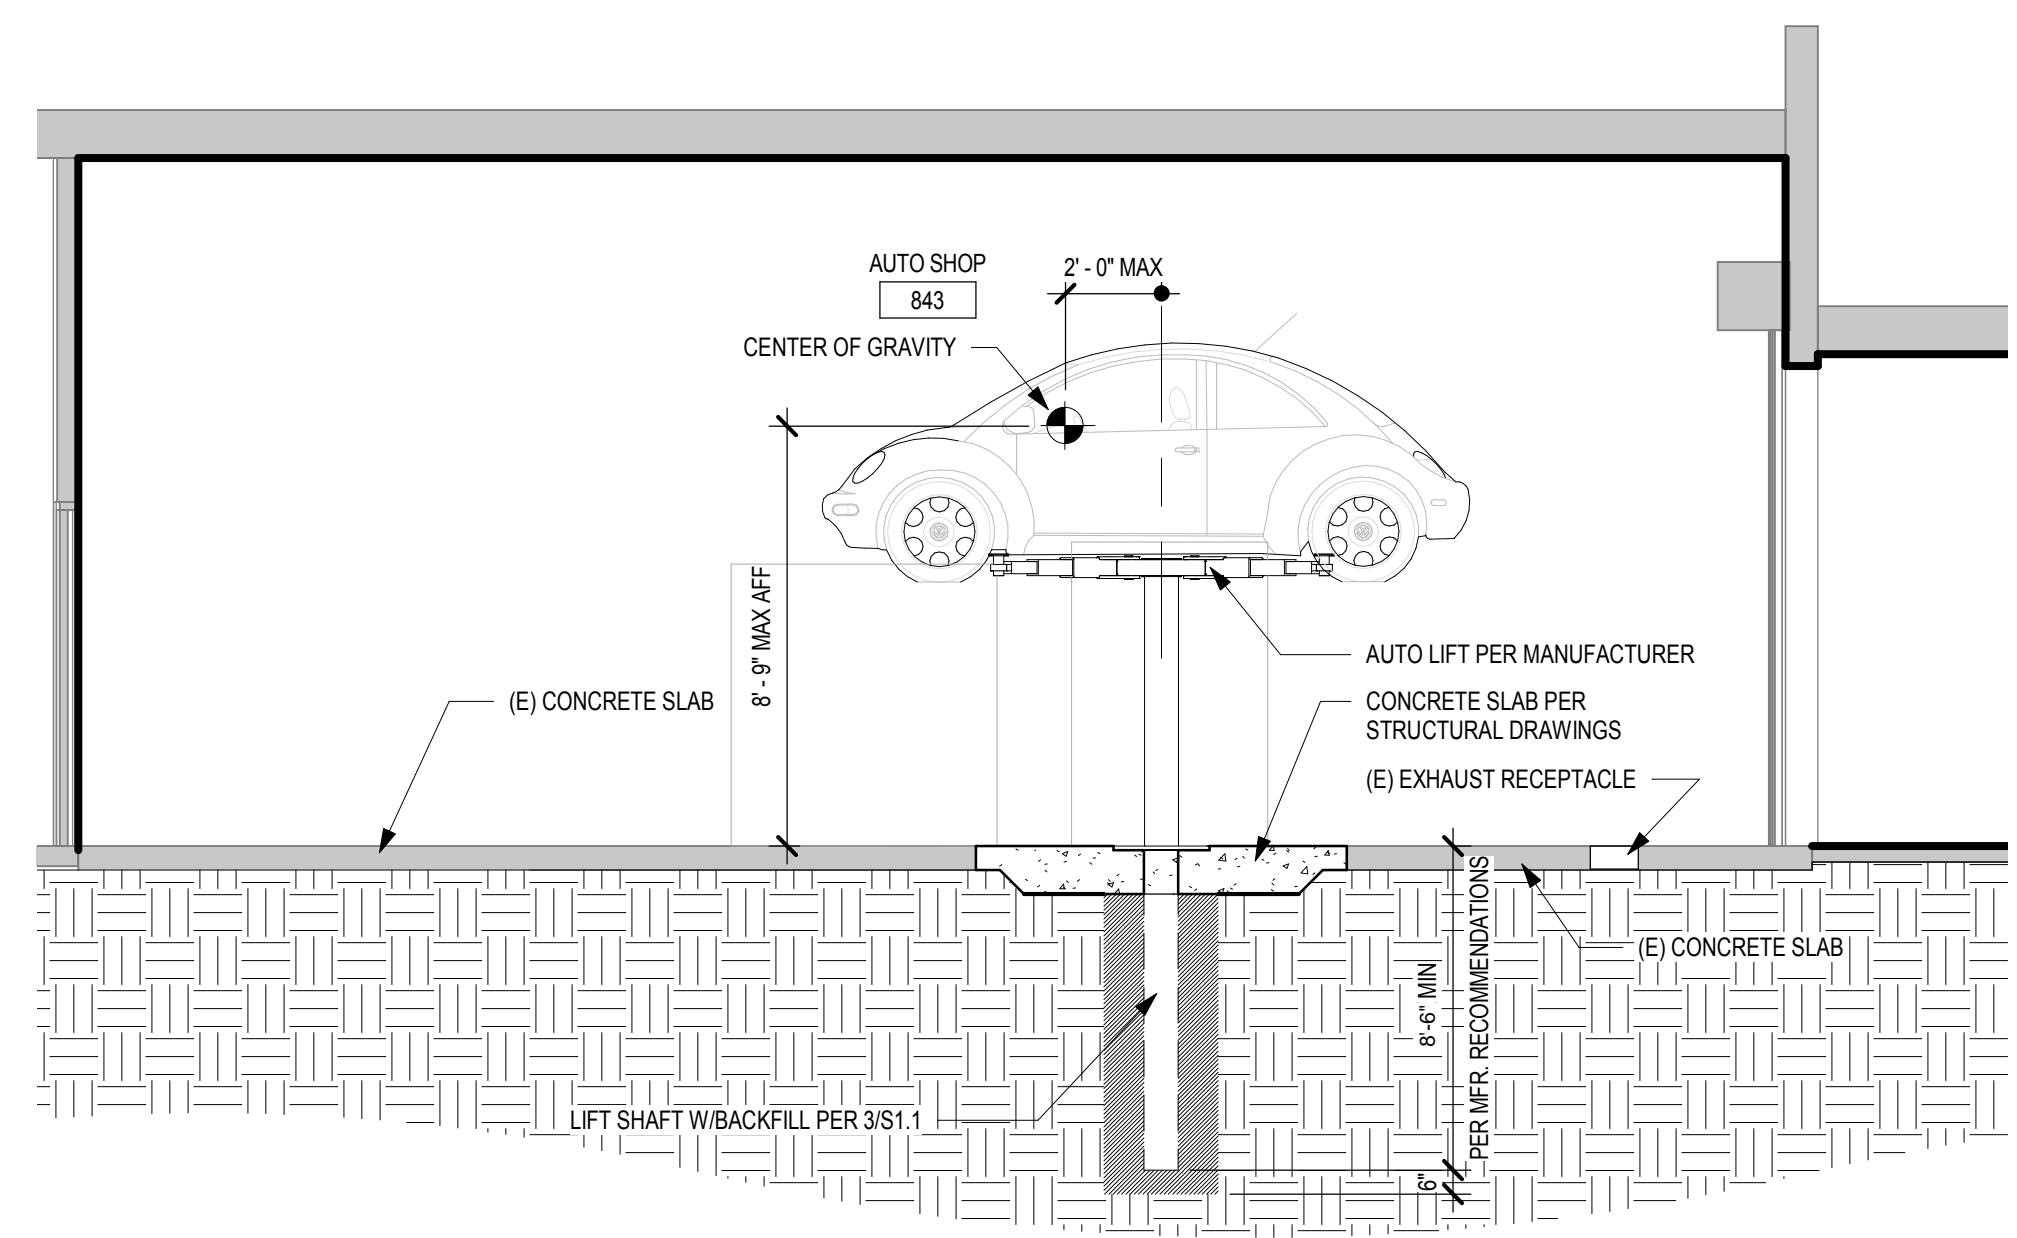 AUTO SHOP
843
2' - 0" MAX
CENTER OF GRAVITY
8' - 9" MAX AFF
(E) CONCRETE SLAB
AUTO LIFT PER MANUFACTURER
CONCRETE SLAB PER
STRUCTURAL DRAWINGS
(E) EXHAUST RECEPTACLE
(E) CONCRETE SLAB
8'-6" MIN
PER MFR. RECOMMENDATIONS
LIFT SHAFT W/BACKFILL PER 3/S1.1
6"